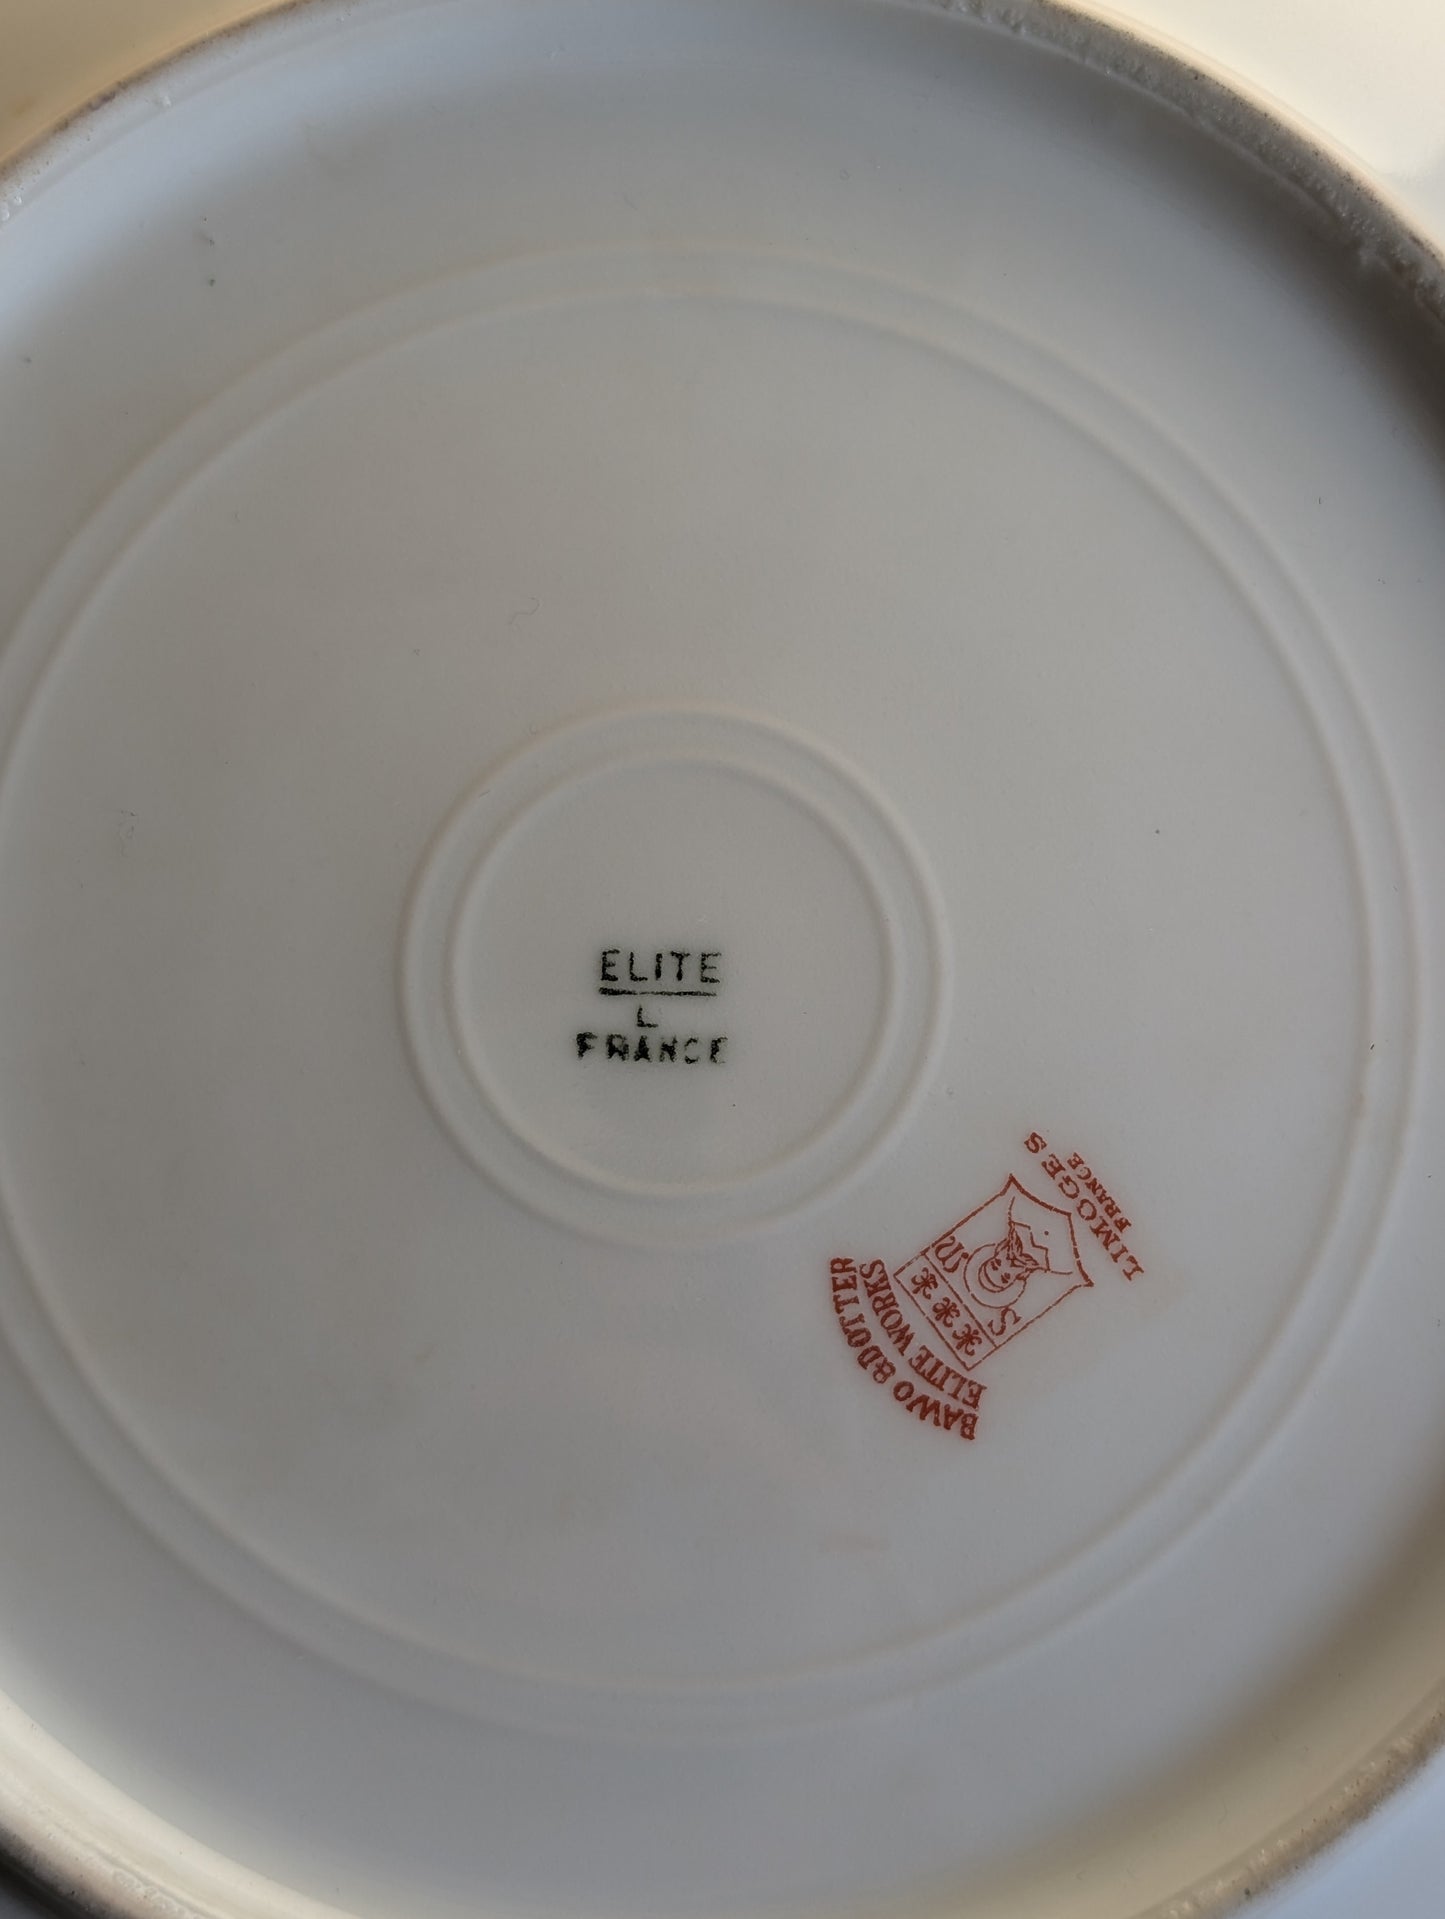 ELITE
L
FRANCE
BAWO & DOTTER
ELITE WORKS
S M
LIMOGES
FRANCE